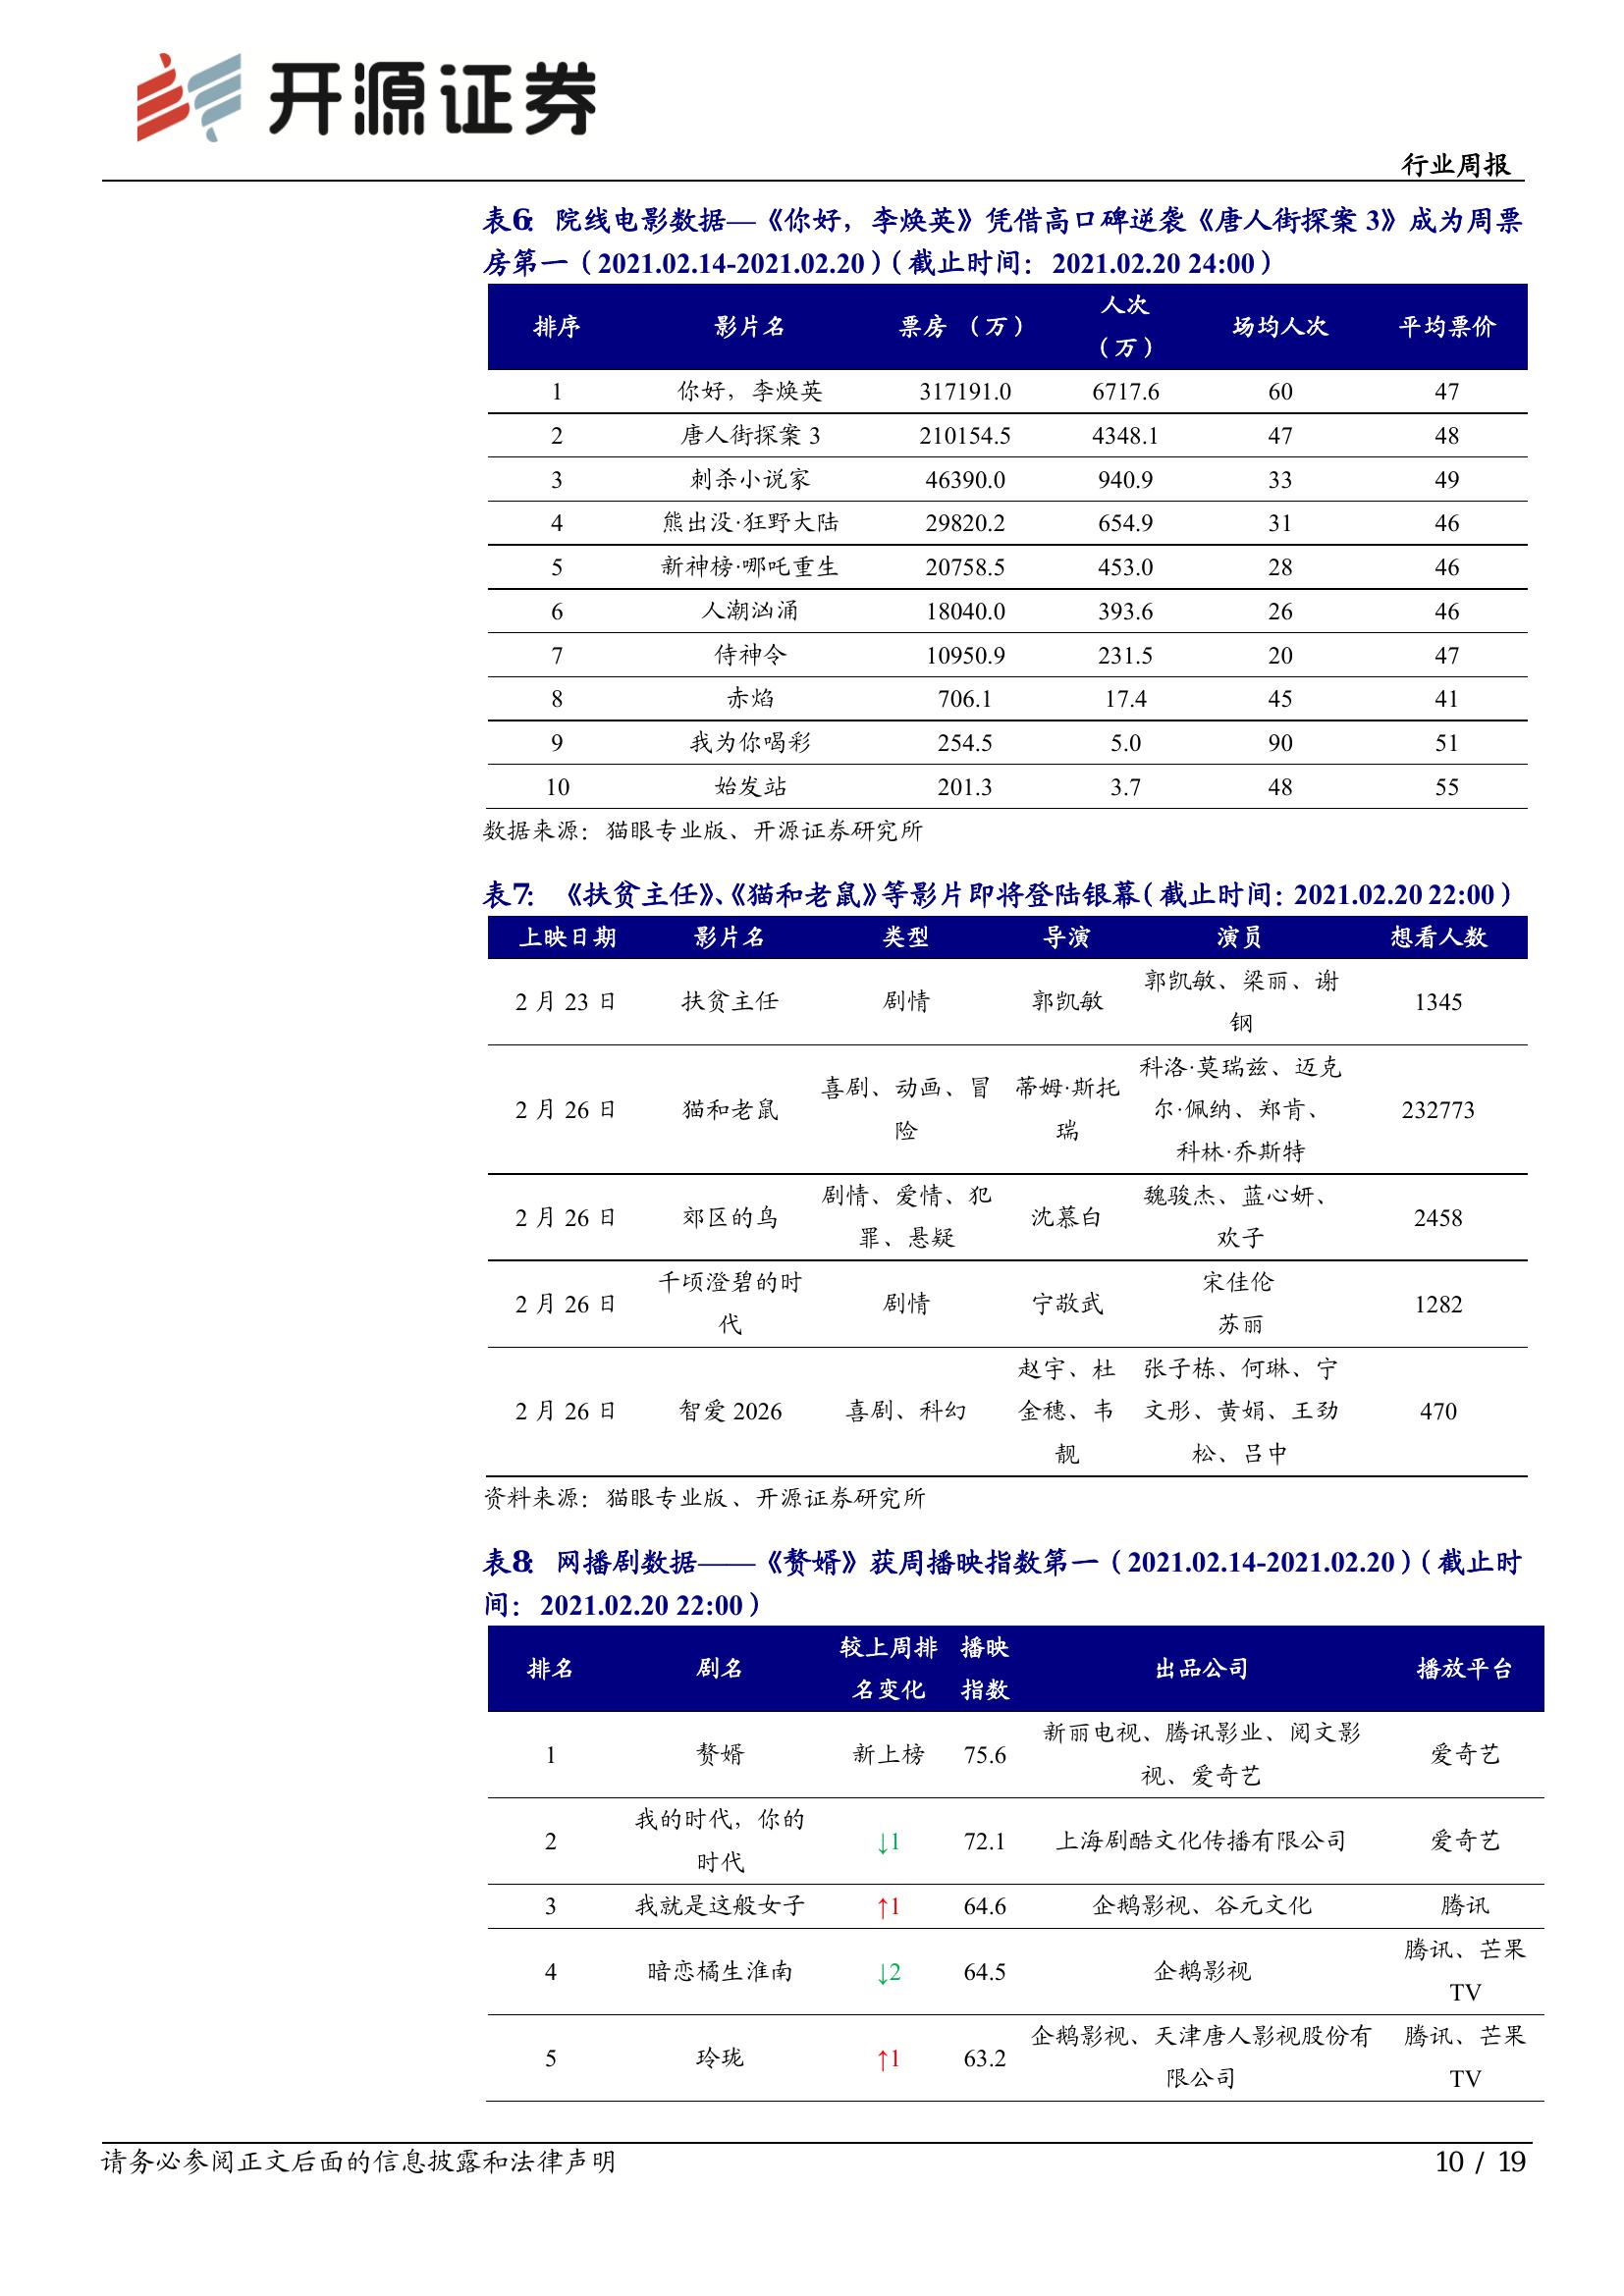 开源证券
行业周报
表6： 院线电影数据—《你好，李焕英》凭借高口碑逆袭《唐人街探案 3》成为周票
房第一（2021.02.14-2021.02.20）（截止时间：2021.02.20 24:00）
排序 影片名 票房 （万） 人次（万） 场均人次 平均票价
1 你好，李焕英 317191.0 6717.6 60 47
2 唐人街探案 3 210154.5 4348.1 47 48
3 刺杀小说家 46390.0 940.9 33 49
4 熊出没·狂野大陆 29820.2 654.9 31 46
5 新神榜·哪吒重生 20758.5 453.0 28 46
6 人潮汹涌 18040.0 393.6 26 46
7 侍神令 10950.9 231.5 20 47
8 赤焰 706.1 17.4 45 41
9 我为你喝彩 254.5 5.0 90 51
10 始发站 201.3 3.7 48 55
数据来源：猫眼专业版、开源证券研究所
表7： 《扶贫主任》、《猫和老鼠》等影片即将登陆银幕（截止时间：2021.02.20 22:00）
上映日期 影片名 类型 导演 演员 想看人数
2 月 23 日 扶贫主任 剧情 郭凯敏 郭凯敏、梁丽、谢钢 1345
2 月 26 日 猫和老鼠 喜剧、动画、冒险 蒂姆·斯托瑞 科洛·莫瑞兹、迈克尔·佩纳、郑肯、科林·乔斯特 232773
2 月 26 日 郊区的鸟 剧情、爱情、犯罪、悬疑 沈慕白 魏骏杰、蓝心妍、欢子 2458
2 月 26 日 千顷澄碧的时代 剧情 宁敬武 宋佳伦 苏丽 1282
2 月 26 日 智爱 2026 喜剧、科幻 赵宇、杜金穗、韦靓 张子栋、何琳、宁文彤、黄娟、王劲松、吕中 470
资料来源：猫眼专业版、开源证券研究所
表8： 网播剧数据——《赘婿》获周播映指数第一（2021.02.14-2021.02.20）（截止时
间：2021.02.20 22:00）
排名 剧名 较上周排名变化 播映指数 出品公司 播放平台
1 赘婿 新上榜 75.6 新丽电视、腾讯影业、阅文影视、爱奇艺 爱奇艺
2 我的时代，你的时代 ↓1 72.1 上海剧酷文化传播有限公司 爱奇艺
3 我就是这般女子 ↑1 64.6 企鹅影视、谷元文化 腾讯
4 暗恋橘生淮南 ↓2 64.5 企鹅影视 腾讯、芒果TV
5 玲珑 ↑1 63.2 企鹅影视、天津唐人影视股份有限公司 腾讯、芒果TV
请务必参阅正文后面的信息披露和法律声明
10 / 19